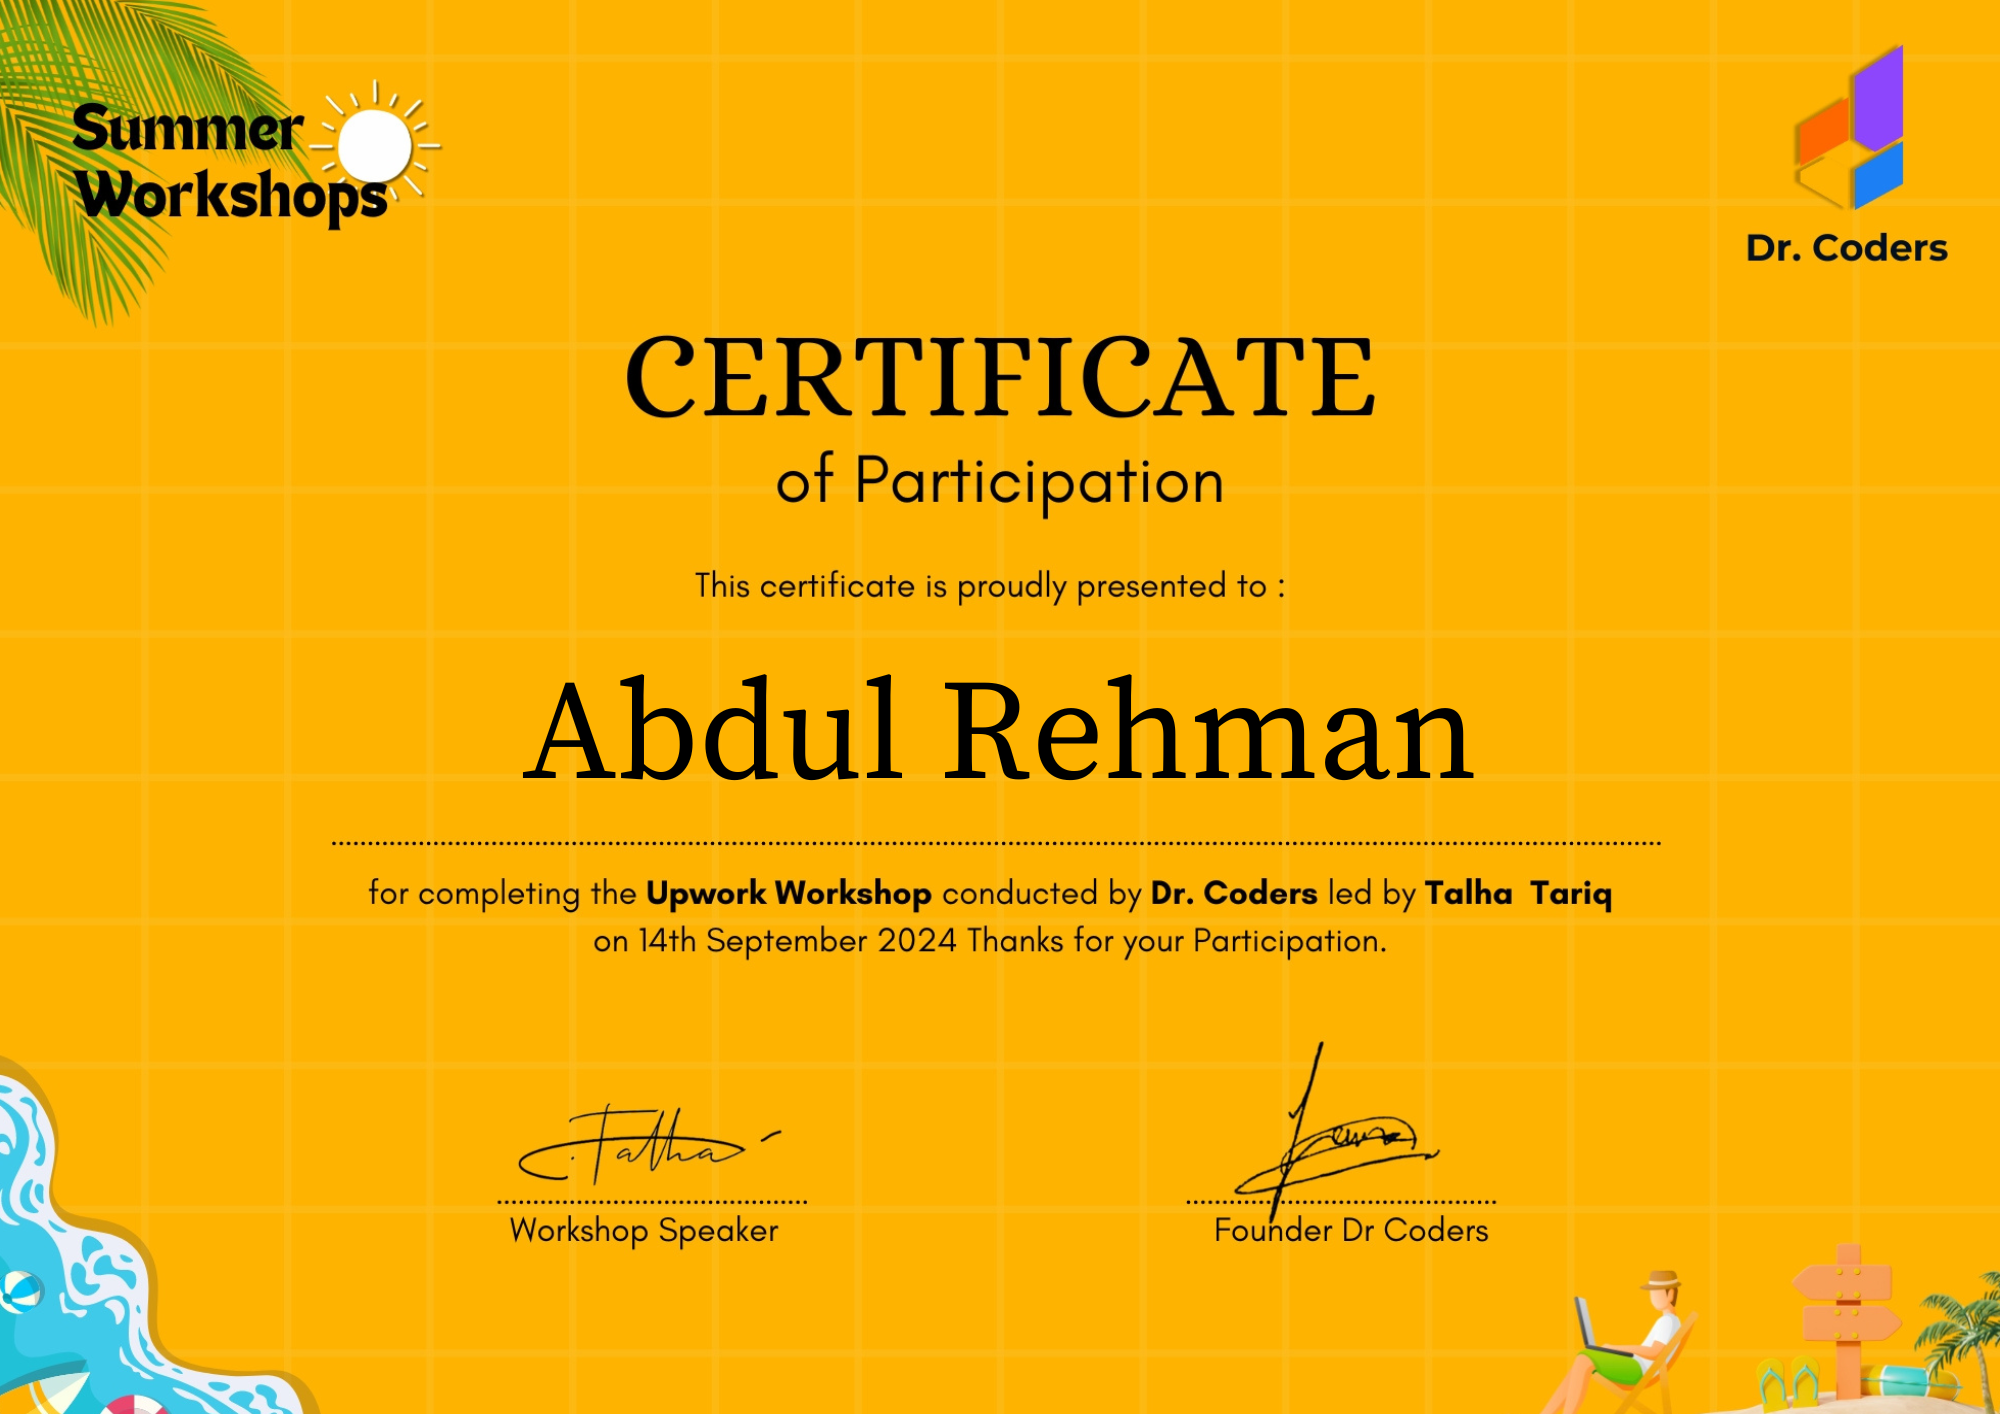 Summer
Workshops
Dr. Coders
CERTIFICATE
of Participation
This certificate is proudly presented to :
Abdul Rehman
for completing the Upwork Workshop conducted by Dr. Coders led by Talha Tariq
on 14th September 2024 Thanks for your Participation.
Talha
Workshop Speaker
Founder Dr Coders